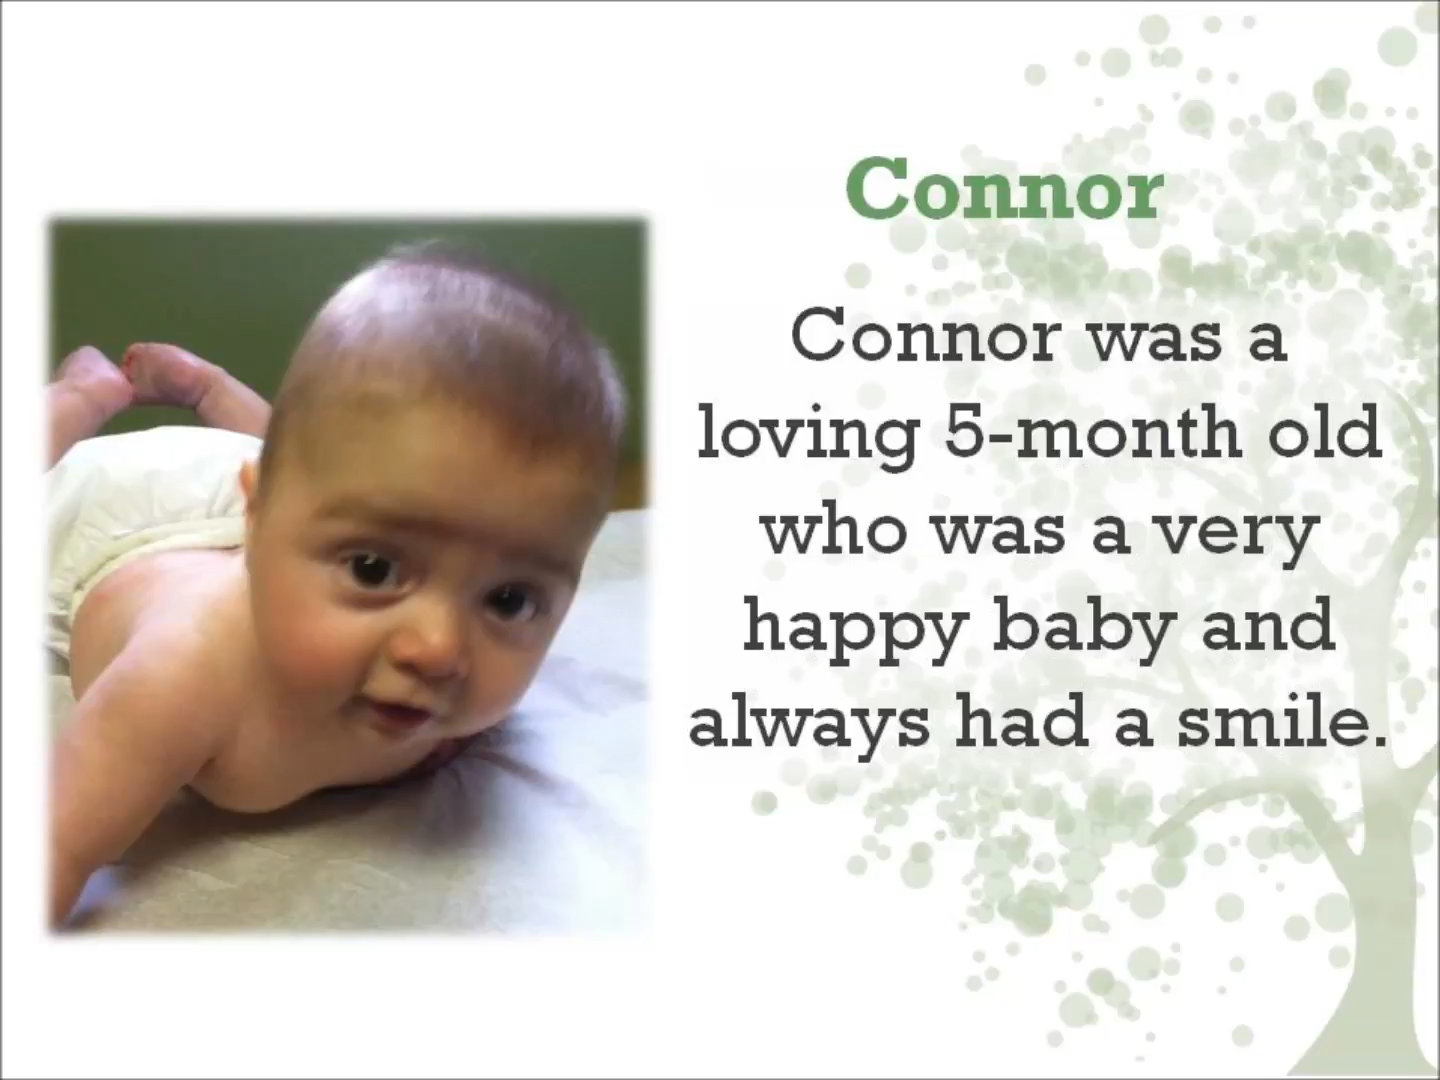 Connor
Connor was a
loving 5-month old
who was a very
happy baby and
always had a smile.